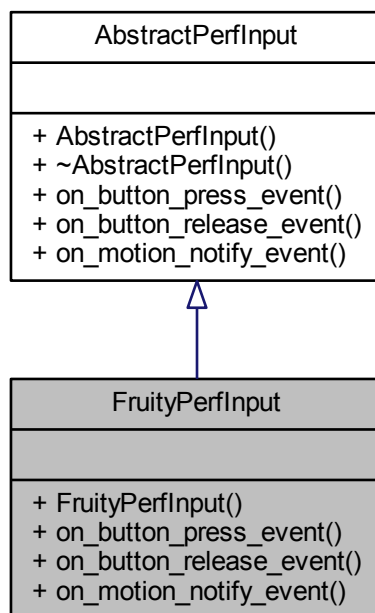 AbstractPerfInput
+ AbstractPerfInput()
+ ~AbstractPerfInput()
+ on_button_press_event()
+ on_button_release_event()
+ on_motion_notify_event()
FruityPerfInput
+ FruityPerfInput()
+ on_button_press_event()
+ on_button_release_event()
+ on_motion_notify_event()